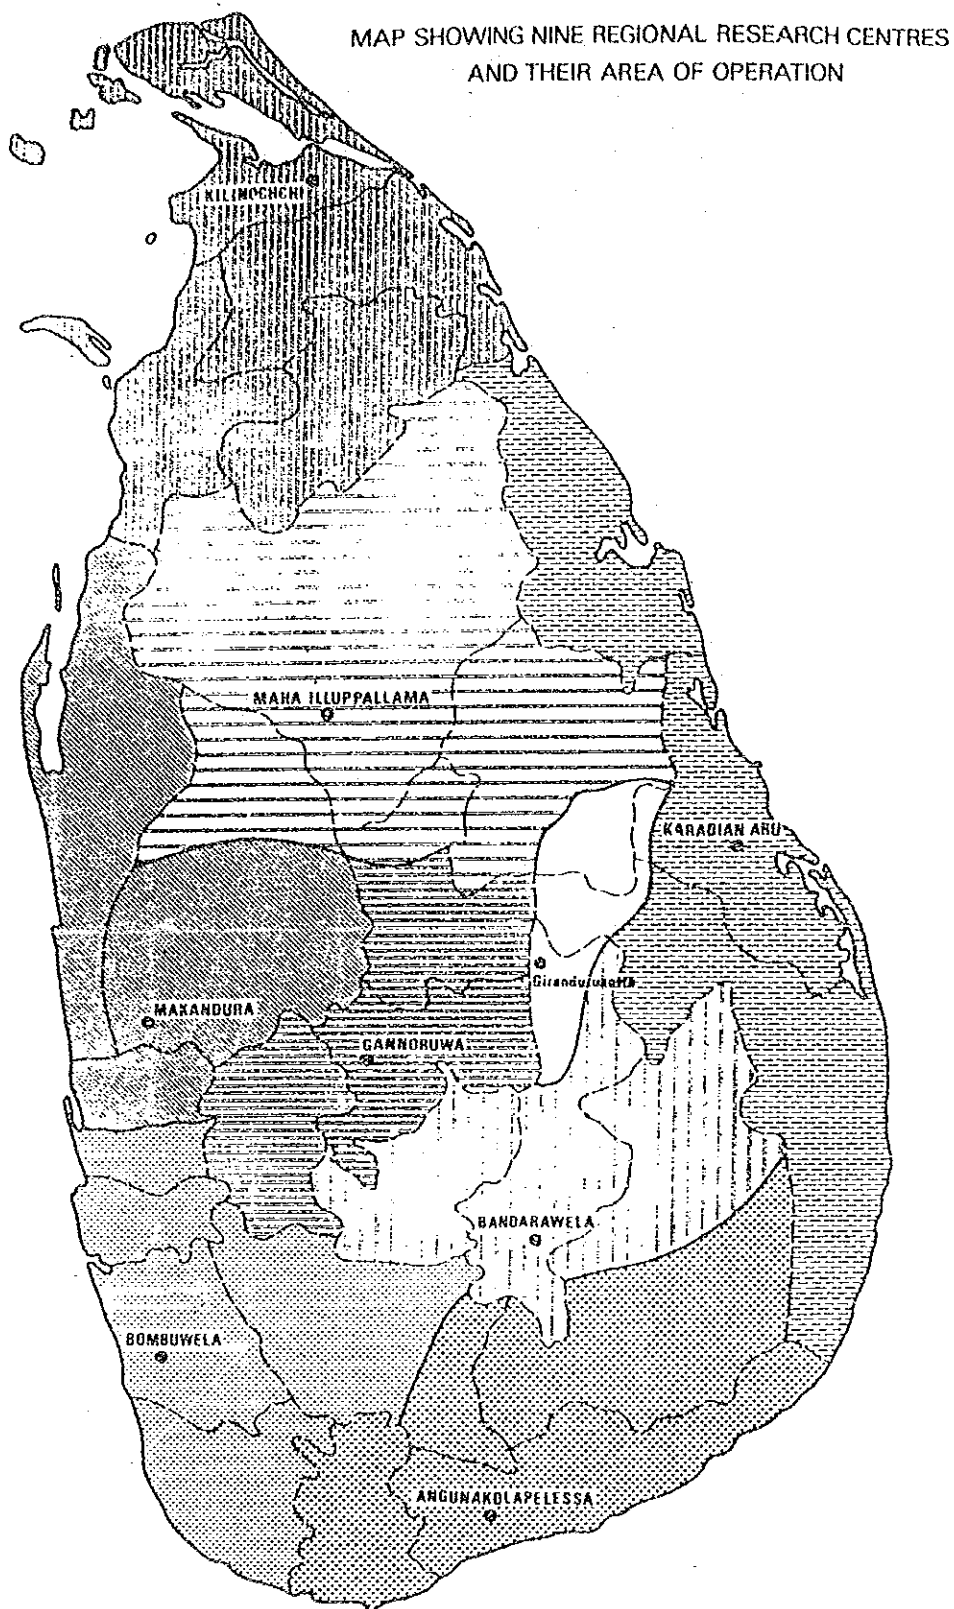 MAP SHOWING NINE REGIONAL RESEARCH CENTRES
AND THEIR AREA OF OPERATION
KILINOCHCHI
MAHA ILLUPPALLAMA
KARADIAN ARU
Girandurukotte
MAKANDURA
GANNORUWA
BANDARAWELA
BOMBUWELA
ANGUNAKOLAPELESSA